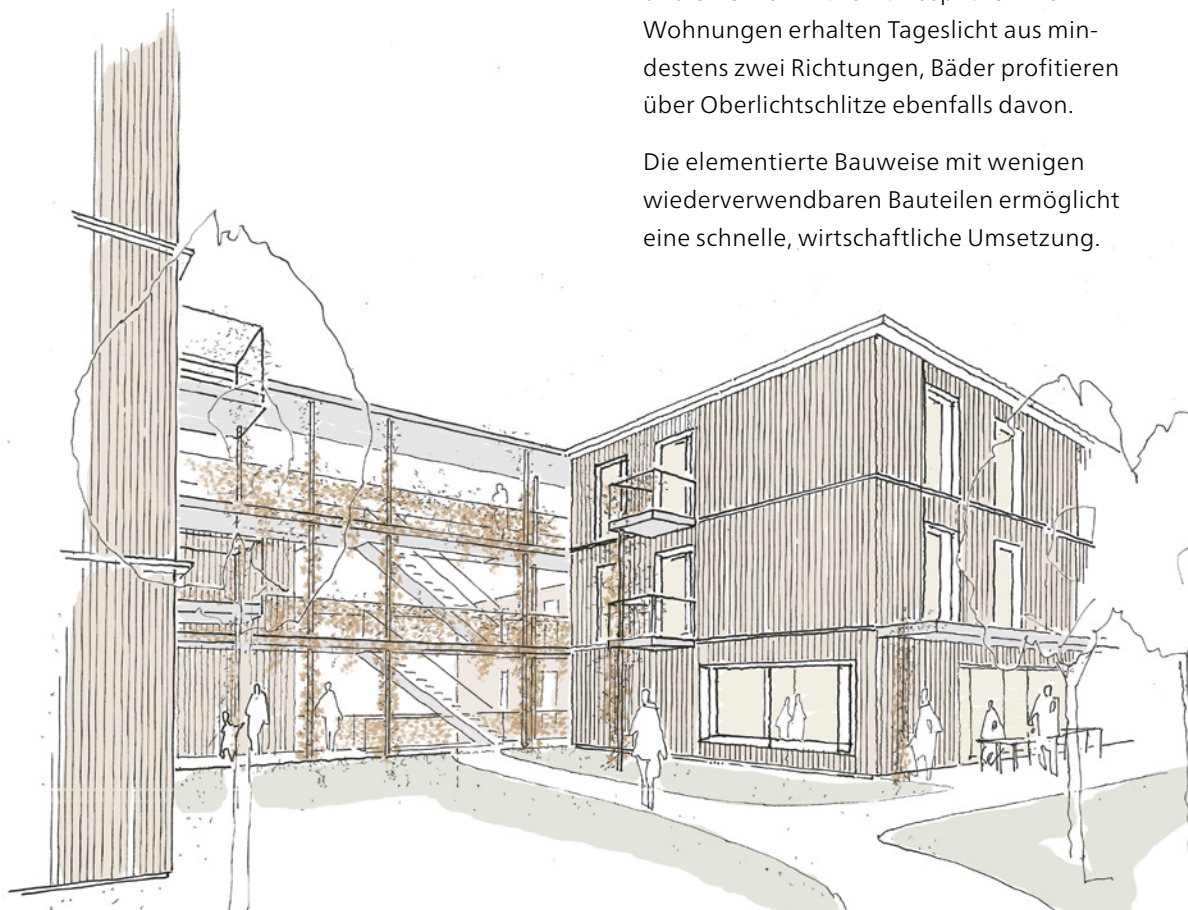 Wohnungen erhalten Tageslicht aus min-
destens zwei Richtungen, Bäder profitieren
über Oberlichtschlitze ebenfalls davon.
Die elementierte Bauweise mit wenigen
wiederverwendbaren Bauteilen ermöglicht
eine schnelle, wirtschaftliche Umsetzung.